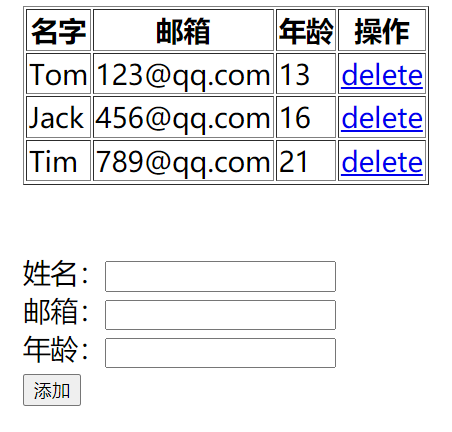 名字 邮箱 年龄 操作
Tom 123@qq.com 13 delete
Jack 456@qq.com 16 delete
Tim 789@qq.com 21 delete
姓名：
邮箱：
年龄：
添加